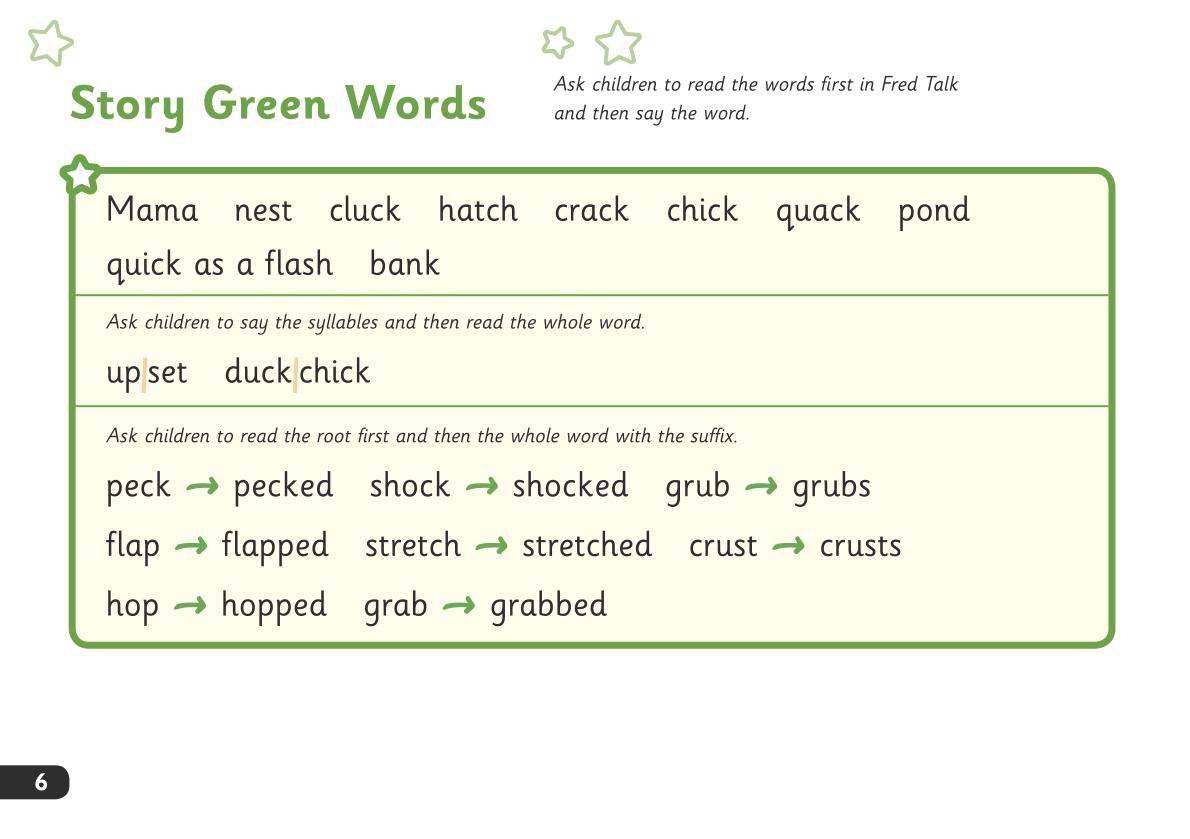 Story Green Words
Ask children to read the words first in Fred Talk
and then say the word.
Mama nest cluck hatch crack chick quack pond
quick as a flash bank
Ask children to say the syllables and then read the whole word.
up|set duck|chick
Ask children to read the root first and then the whole word with the suffix.
peck → pecked shock → shocked grub → grubs
flap → flapped stretch → stretched crust → crusts
hop → hopped grab → grabbed
6